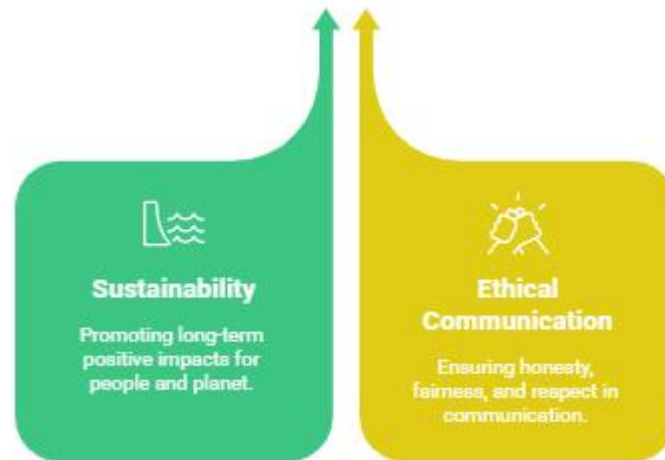 Sustainability
Promoting long-term
positive impacts for
people and planet.
Ethical
Communication
Ensuring honesty,
fairness, and respect in
communication.